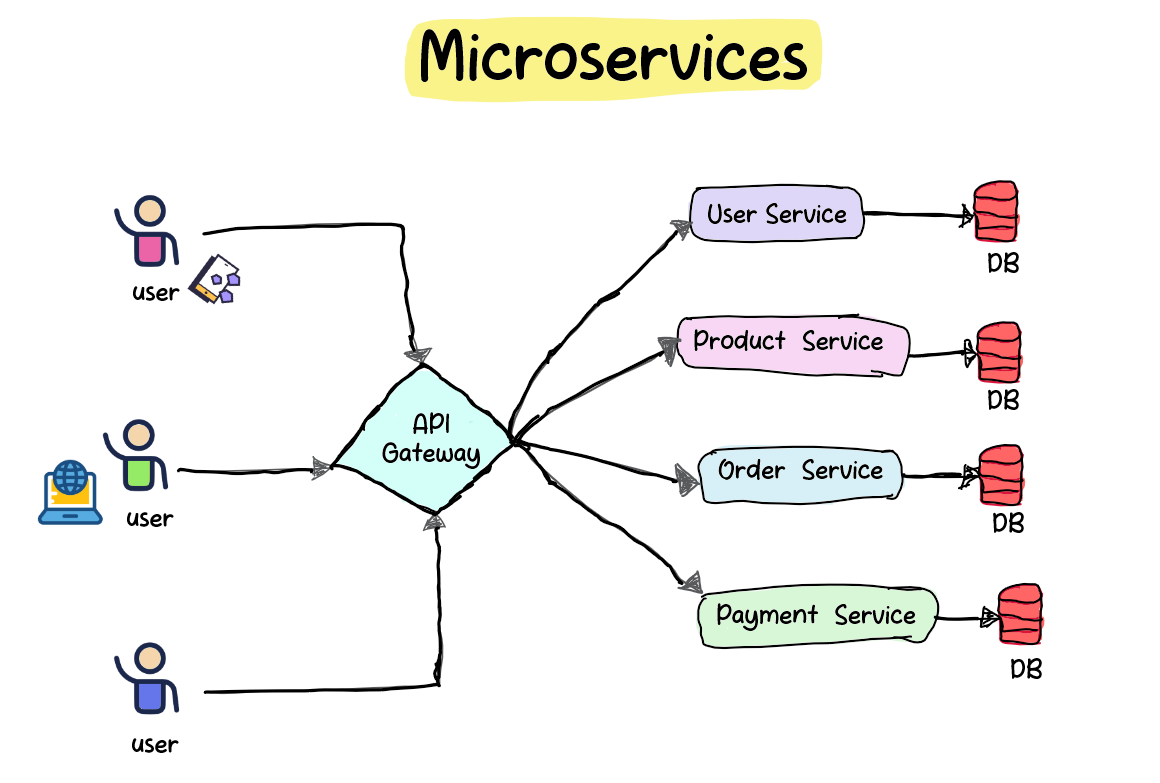 Microservices
user
user
user
API
Gateway
User Service
DB
Product Service
DB
Order Service
DB
Payment Service
DB